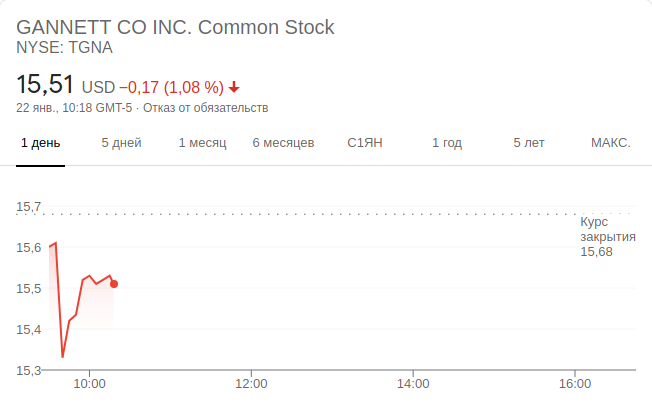 GANNETT CO INC. Common Stock
NYSE: TGNA
15,51 USD −0,17 (1,08 %)
22 янв., 10:18 GMT-5 · Отказ от обязательств
1 день 5 дней 1 месяц 6 месяцев С1ЯН 1 год 5 лет МАКС.
15,7
15,6
15,5
15,4
15,3
Курс
закрытия
15,68
10:00 12:00 14:00 16:00